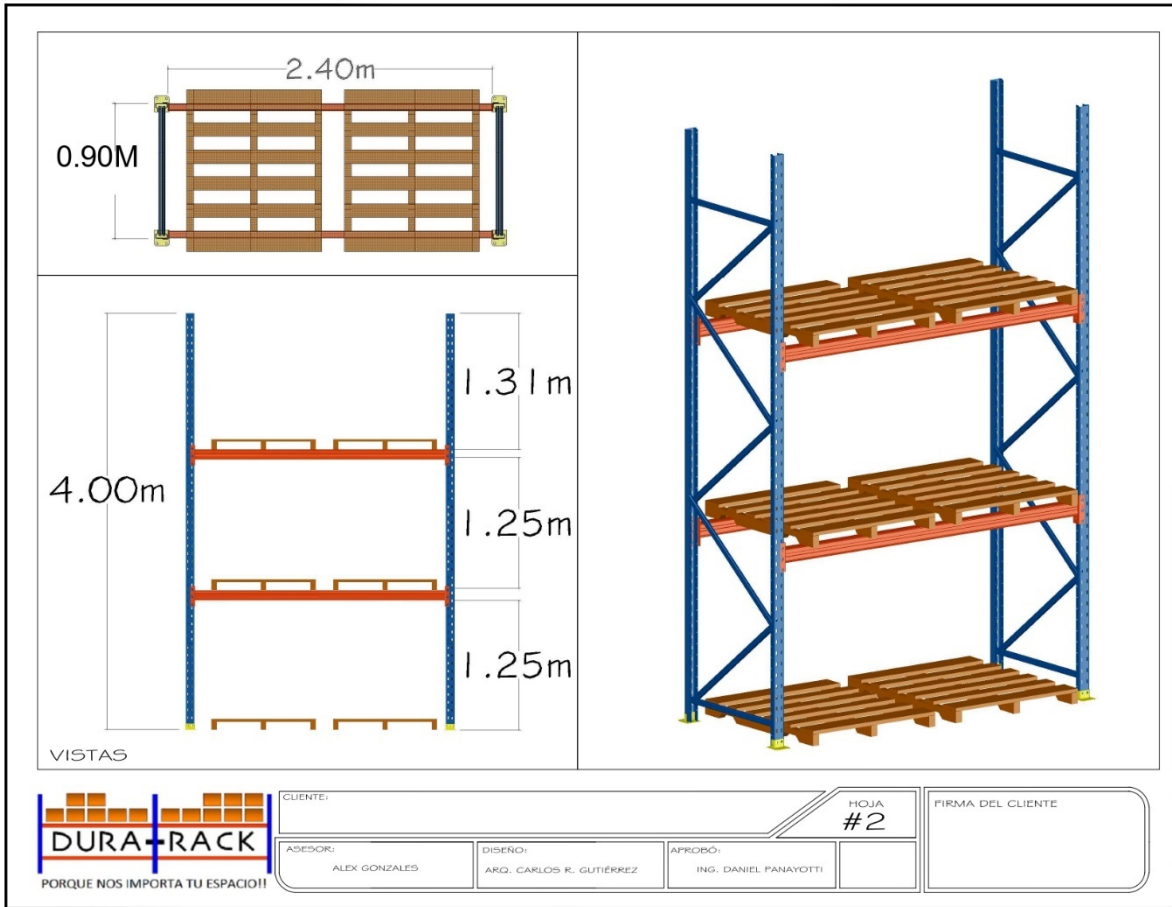 2.40m
0.90M
4.00m
1.31m
1.25m
1.25m
VISTAS
DURA-RACK
PORQUE NOS IMPORTA TU ESPACIO!!
CLIENTE:
HOJA
#2
FIRMA DEL CLIENTE
ASESOR:
ALEX GONZALES
DISEÑO:
ARQ. CARLOS R. GUTIÉRREZ
APROBÓ:
ING. DANIEL PANAYOTTI